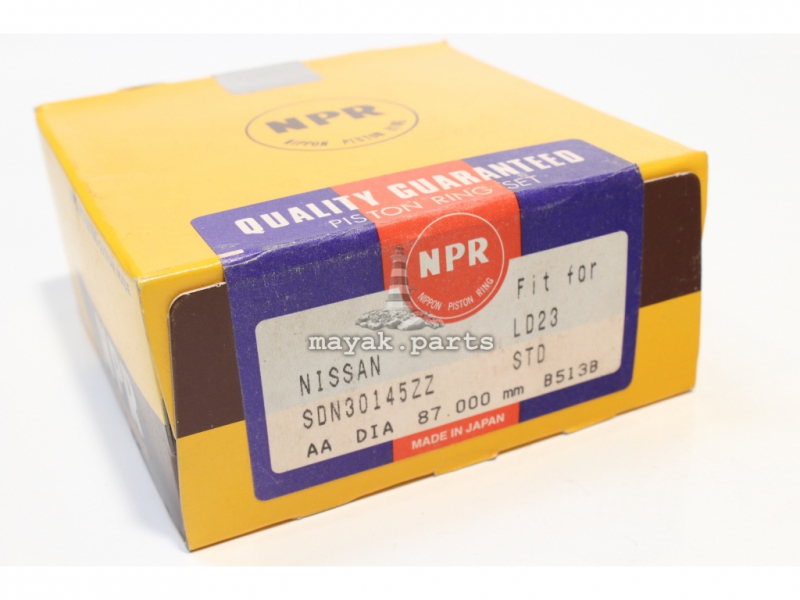 NPR
NIPPON PISTON RING
QUALITY GUARANTEED
PISTON RING SET
NPR
NIPPON PISTON RING
Fit for
NISSAN LD23
SDN30145ZZ STD
AA DIA 87.000 mm B513B
MADE IN JAPAN
mayak.parts